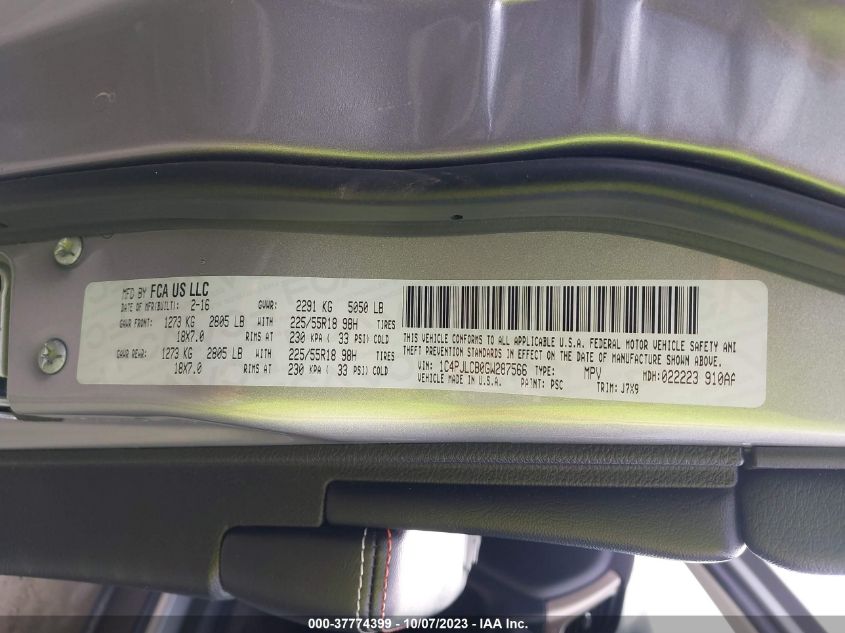 MFD BY FCA US LLC
DATE OF MFR(BUILT): 2-16 GVWR: 2291 KG 5050 LB
GAWR FRONT: 1273 KG 2805 LB WITH 225/55R18 98H TIRES
18X7.0 RIMS AT 230 KPA ( 33 PSI) COLD
GAWR REAR: 1273 KG 2805 LB WITH 225/55R18 98H TIRES
18X7.0 RIMS AT 230 KPA ( 33 PSI) COLD
THIS VEHICLE CONFORMS TO ALL APPLICABLE U.S.A. FEDERAL MOTOR VEHICLE SAFETY AND
THEFT PREVENTION STANDARDS IN EFFECT ON THE DATE OF MANUFACTURE SHOWN ABOVE.
VIN: 1C4PJLCB0GW287566 TYPE: MPV MDH: 022223 910AA
VEHICLE MADE IN U.S.A. PAINT: PSC TRIM: J7X9
000-37774399 - 10/07/2023 - IAA Inc.